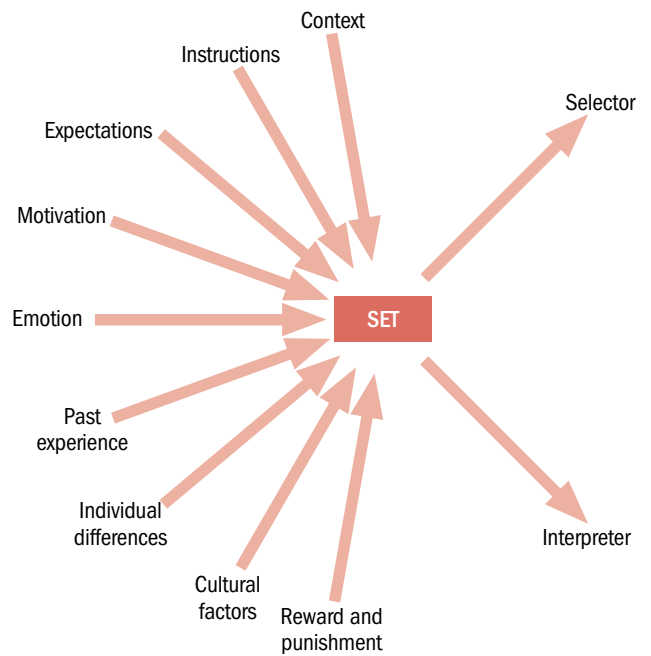 Context
Instructions
Selector
Expectations
Motivation
Emotion
SET
Past
experience
Individual
differences
Interpreter
Cultural
factors
Reward and
punishment